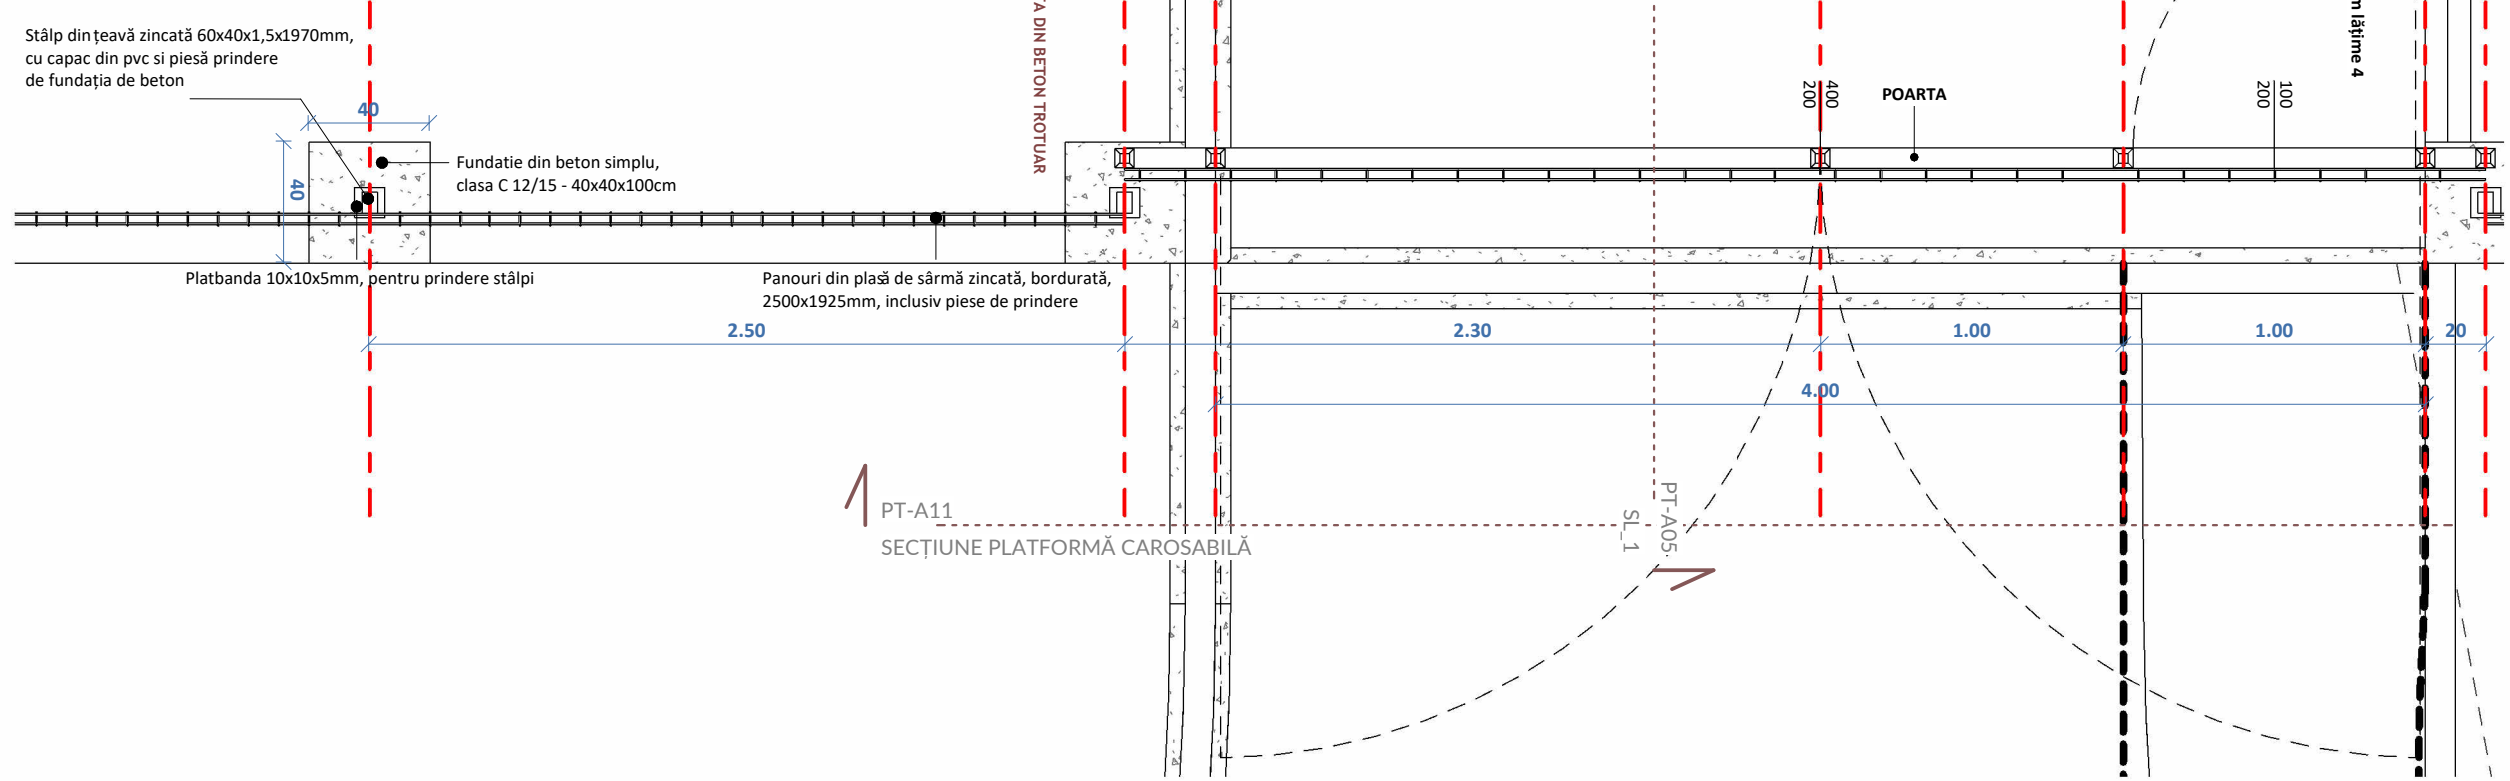 Stâlp din țeavă zincată 60x40x1,5x1970mm,
cu capac din pvc si piesă prindere
de fundația de beton
40
40
Fundatie din beton simplu,
clasa C 12/15 - 40x40x100cm
Platbanda 10x10x5mm, pentru prindere stâlpi
Panouri din plasă de sârmă zincată, bordurată,
2500x1925mm, inclusiv piese de prindere
DIN BETON TROTUAR
400
200
POARTA
100
200
lățime 4
2.50
2.30
1.00
1.00
20
4.00
PT-A11
SECȚIUNE PLATFORMĂ CAROSABILĂ
PT-A05
SL_1